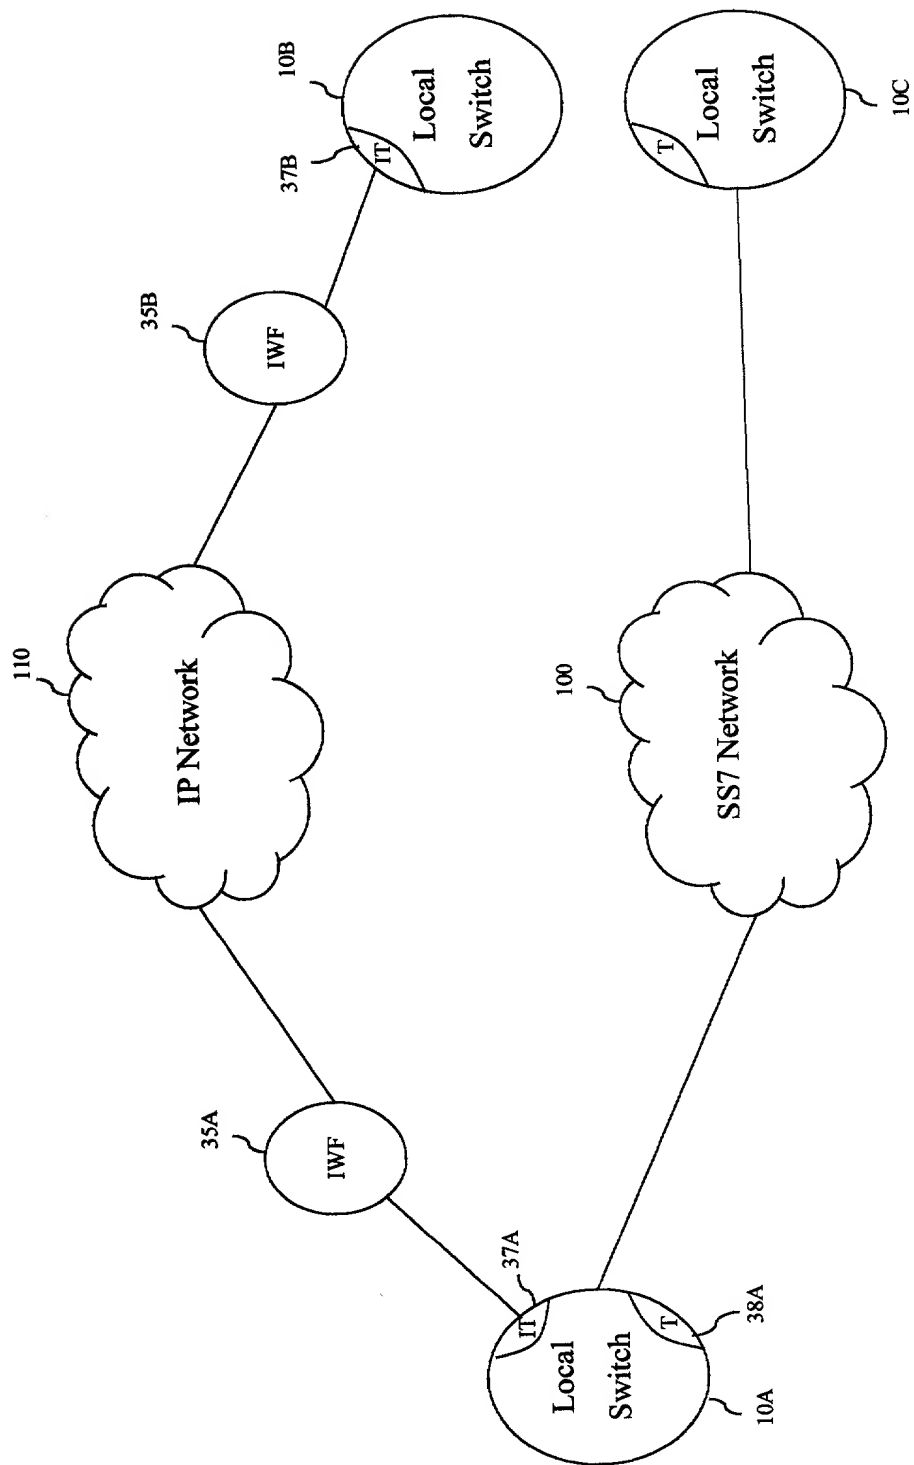 110
IP Network
35A
IWF
35B
IWF
37B
IT
10B
Local
Switch
37A
IT
Local
Switch
T
38A
10A
100
SS7 Network
T
Local
Switch
10C